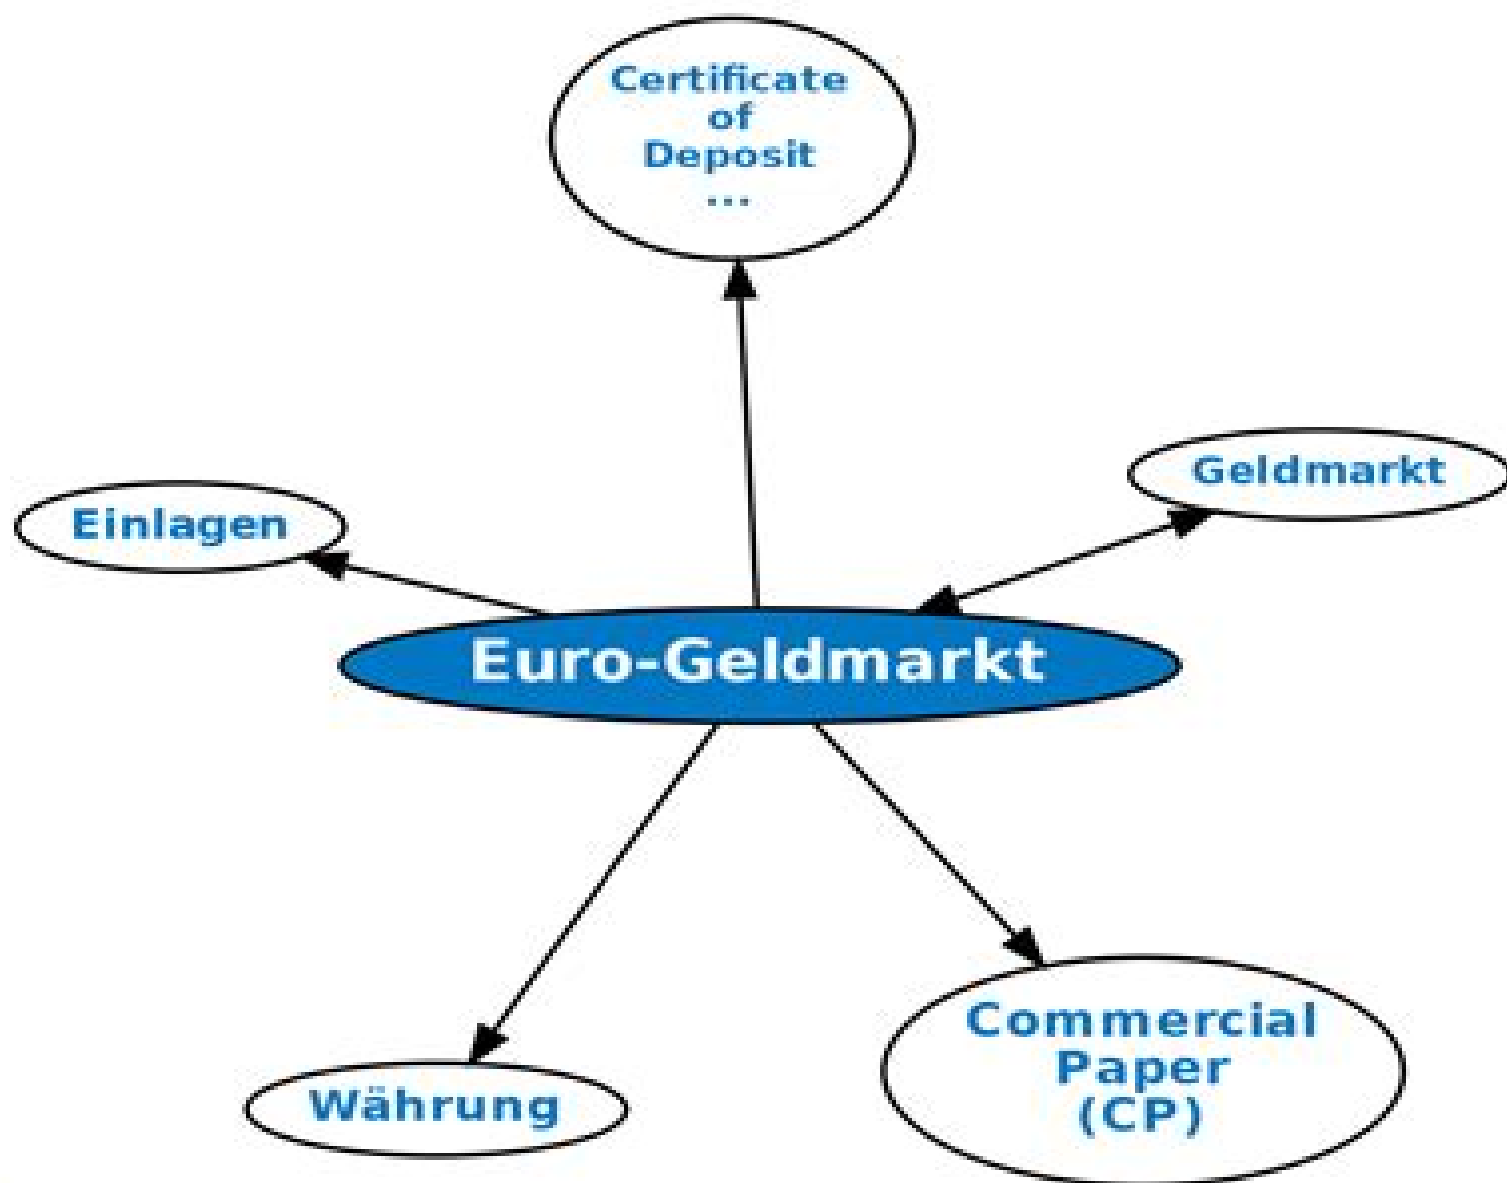 Certificate
of
Deposit
...
Geldmarkt
Einlagen
Euro-Geldmarkt
Commercial
Paper
(CP)
Währung